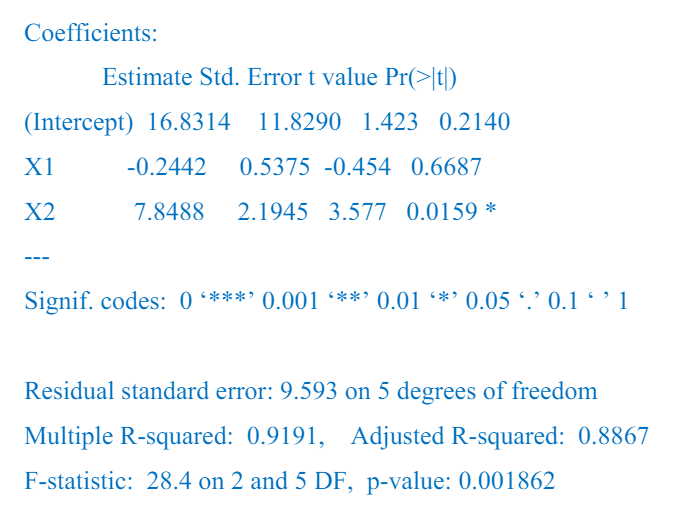 Coefficients:
Estimate Std. Error t value Pr(>|t|)
(Intercept) 16.8314 11.8290 1.423 0.2140
X1 -0.2442 0.5375 -0.454 0.6687
X2 7.8488 2.1945 3.577 0.0159 *
---
Signif. codes: 0 ‘***’ 0.001 ‘**’ 0.01 ‘*’ 0.05 ‘.’ 0.1 ‘ ’ 1
Residual standard error: 9.593 on 5 degrees of freedom
Multiple R-squared: 0.9191, Adjusted R-squared: 0.8867
F-statistic: 28.4 on 2 and 5 DF, p-value: 0.001862